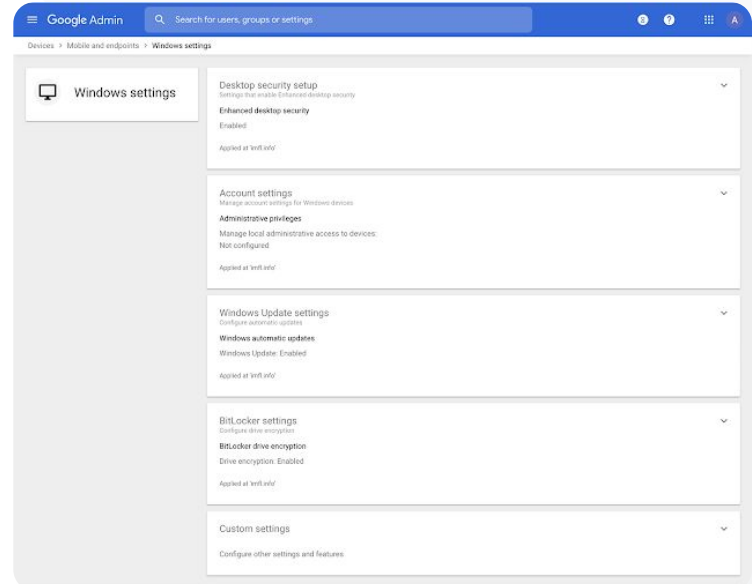 Google Admin
Search for users, groups or settings
A
Devices > Mobile and endpoints > Windows settings
Windows settings
Desktop security setup
Settings that enable Enhanced desktop security
Enhanced desktop security
Enabled
Applied at 'imfl.info'
Account settings
Manage account settings for Windows devices
Administrative privileges
Manage local administrative access to devices:
Not configured
Applied at 'imfl.info'
Windows Update settings
Configure automatic updates
Windows automatic updates
Windows Update: Enabled
Applied at 'imfl.info'
BitLocker settings
Configure drive encryption
BitLocker drive encryption
Drive encryption: Enabled
Applied at 'imfl.info'
Custom settings
Configure other settings and features.